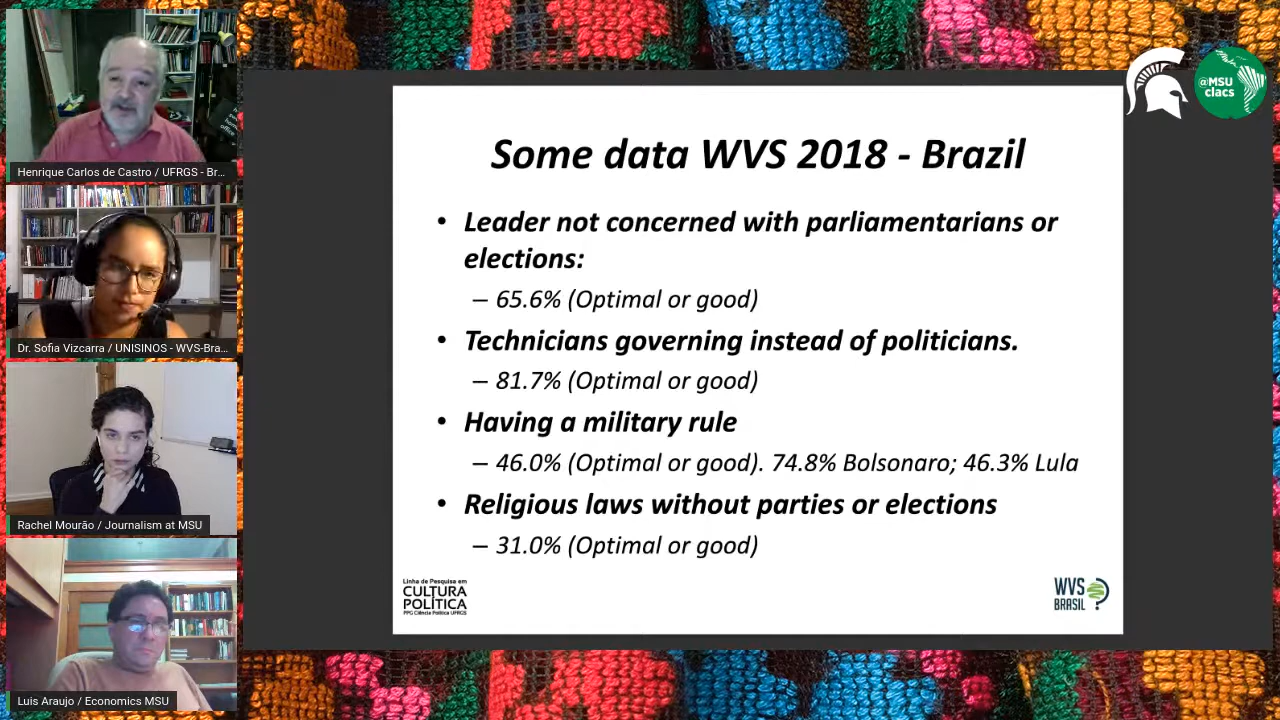 Henrique Carlos de Castro / UFRGS - Br...
Dr. Sofia Vizcarra / UNISINOS - WVS-Bra...
Rachel Mourão / Journalism at MSU
Luis Araujo / Economics MSU
@MSU
clacs
Some data WVS 2018 - Brazil
• Leader not concerned with parliamentarians or
elections:
– 65.6% (Optimal or good)
• Technicians governing instead of politicians.
– 81.7% (Optimal or good)
• Having a military rule
– 46.0% (Optimal or good). 74.8% Bolsonaro; 46.3% Lula
• Religious laws without parties or elections
– 31.0% (Optimal or good)
Linha de Pesquisa em
CULTURA
POLÍTICA
PPG Ciência Política UFRGS
WVS
BRASIL